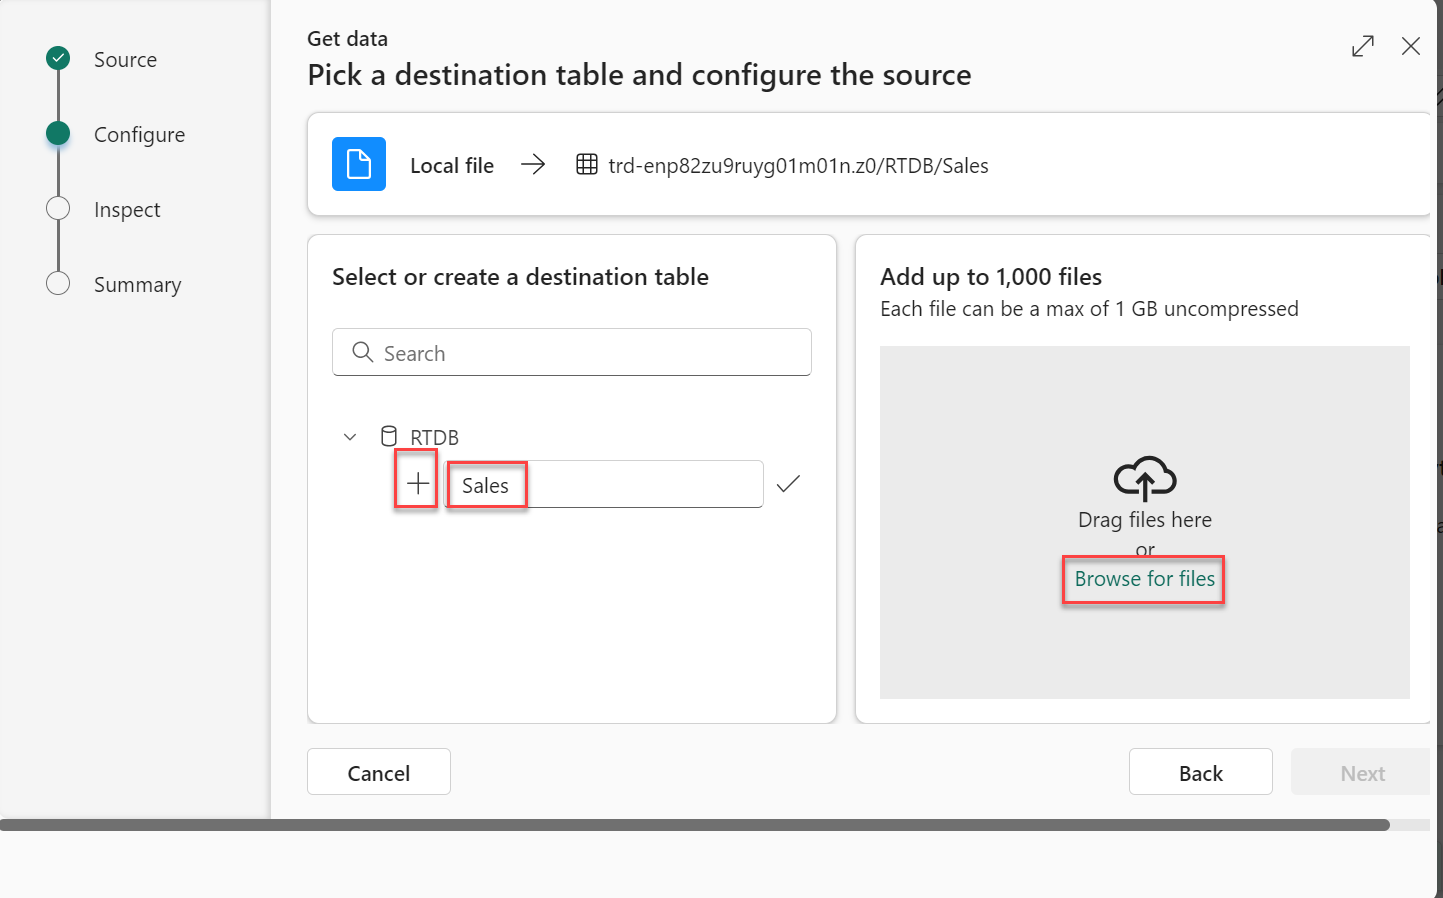 Source
Configure
Inspect
Summary
Get data
Pick a destination table and configure the source
Local file
trd-enp82zu9ruyg01m01n.z0/RTDB/Sales
Select or create a destination table
Search
RTDB
Sales
Add up to 1,000 files
Each file can be a max of 1 GB uncompressed
Drag files here
or
Browse for files
Cancel
Back
Next